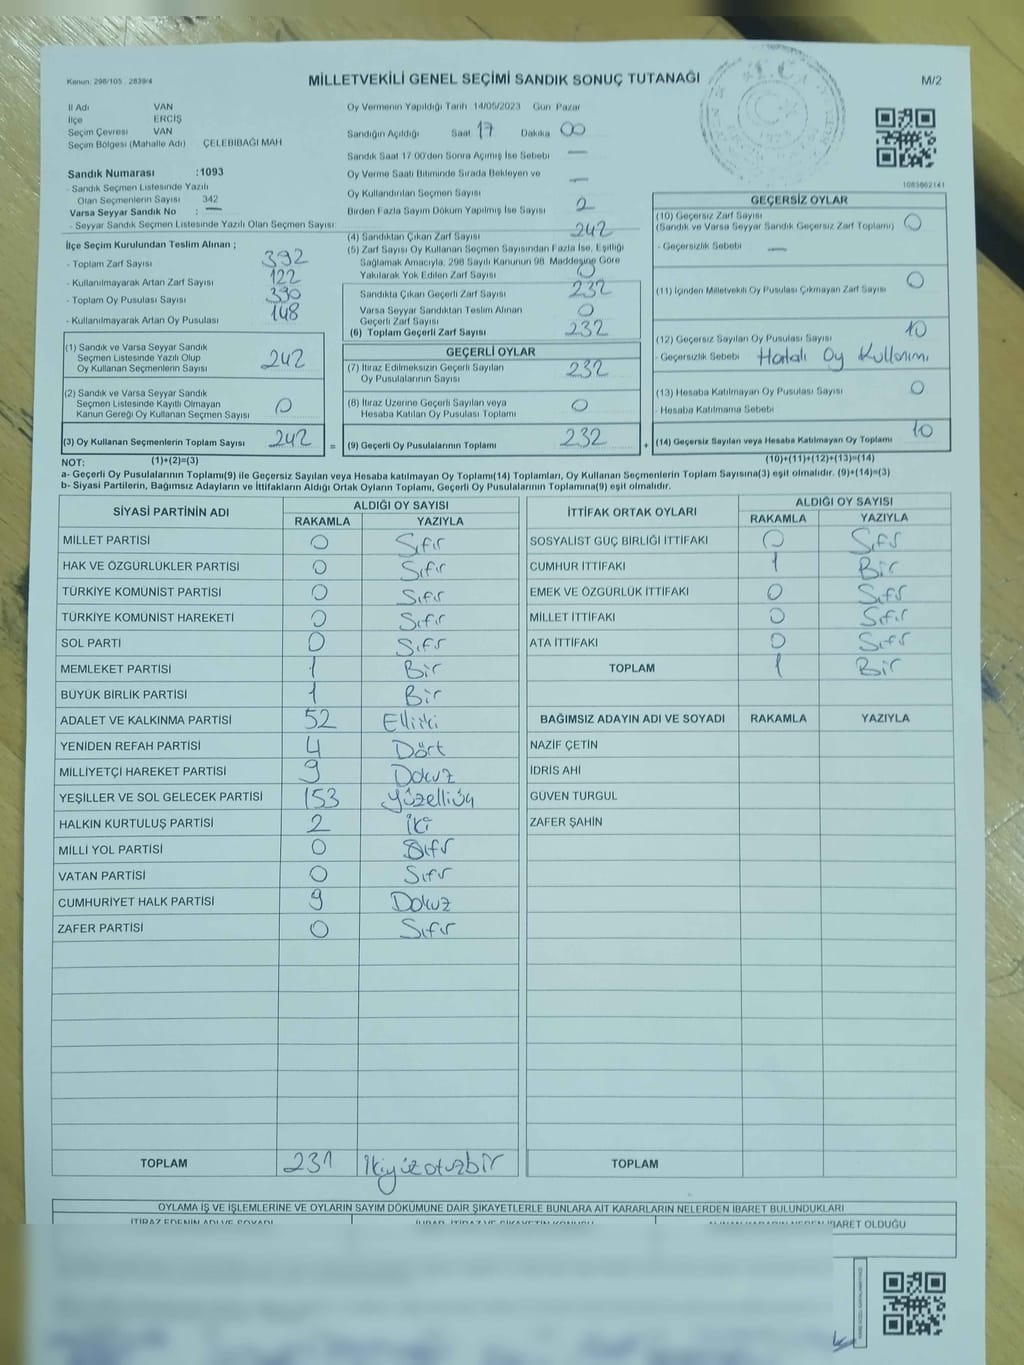 Kanun: 298/105 , 2839/4
MİLLETVEKİLİ GENEL SEÇİMİ SANDIK SONUÇ TUTANAĞI
M/2
T.C.
İl Adı VAN
İlçe ERCİŞ
Seçim Çevresi VAN
Seçim Bölgesi (Mahalle Adı) ÇELEBİBAĞI MAH
Sandık Numarası :1093
- Sandık Seçmen Listesinde Yazılı
Olan Seçmenlerin Sayısı 342
Varsa Seyyar Sandık No : —
- Seyyar Sandık Seçmen Listesinde Yazılı Olan Seçmen Sayısı:
İlçe Seçim Kurulundan Teslim Alınan ;
- Toplam Zarf Sayısı 392
- Kullanılmayarak Artan Zarf Sayısı 122
- Toplam Oy Pusulası Sayısı 390
- Kullanılmayarak Artan Oy Pusulası 148
(1) Sandık ve Varsa Seyyar Sandık
Seçmen Listesinde Yazılı Olup
Oy Kullanan Seçmenlerin Sayısı 242
(2) Sandık ve Varsa Seyyar Sandık
Seçmen Listesinde Kayıtlı Olmayan
Kanun Gereği Oy Kullanan Seçmen Sayısı 0
(3) Oy Kullanan Seçmenlerin Toplam Sayısı 242
=
Oy Vermenin Yapıldığı Tarih 14/05/2023 Gün Pazar
Sandığın Açıldığı Saat 17 Dakika 00
Sandık Saat 17:00'den Sonra Açımış İse Sebebi —
Oy Verme Saati Bitiminde Sırada Bekleyen ve
Oy Kullandırılan Seçmen Sayısı —
Birden Fazla Sayım Döküm Yapılmış İse Sayısı 2
(4) Sandıktan Çıkan Zarf Sayısı 242
(5) Zarf Sayısı Oy Kullanan Seçmen Sayısından Fazla İse, Eşitliği
Sağlamak Amacıyla, 298 Sayılı Kanunun 98. Maddesine Göre
Yakılarak Yok Edilen Zarf Sayısı 0
Sandıkta Çıkan Geçerli Zarf Sayısı 232
Varsa Seyyar Sandıktan Teslim Alınan
Geçerli Zarf Sayısı 0
(6) Toplam Geçerli Zarf Sayısı 232
GEÇERLİ OYLAR
(7) İtiraz Edilmeksizin Geçerli Sayılan
Oy Pusulalarının Sayısı 232
(8) İtiraz Üzerine Geçerli Sayılan veya
Hesaba Katılan Oy Pusulası Toplamı 0
(9) Geçerli Oy Pusulalarının Toplamı 232
+
1083662141
GEÇERSİZ OYLAR
(10) Geçersiz Zarf Sayısı
(Sandık ve Varsa Seyyar Sandık Geçersiz Zarf Toplamı) 0
- Geçersizlik Sebebi —
(11) İçinden Milletvekili Oy Pusulası Çıkmayan Zarf Sayısı 0
(12) Geçersiz Sayılan Oy Pusulası Sayısı 10
- Geçersizlik Sebebi Hatalı Oy Kullanımı
(13) Hesaba Katılmayan Oy Pusulası Sayısı 0
- Hesaba Katılmama Sebebi
(14) Geçersiz Sayılan veya Hesaba Katılmayan Oy Toplamı 10
NOT: (1)+(2)=(3)
(10)+(11)+(12)+(13)=(14)
a- Geçerli Oy Pusulalarının Toplamı(9) ile Geçersiz Sayılan veya Hesaba katılmayan Oy Toplamı(14) Toplamları, Oy Kullanan Seçmenlerin Toplam Sayısına(3) eşit olmalıdır. (9)+(14)=(3)
b- Siyasi Partilerin, Bağımsız Adayların ve İttifakların Aldığı Ortak Oyların Toplamı, Geçerli Oy Pusulalarının Toplamına(9) eşit olmalıdır.
SİYASİ PARTİNİN ADI ALDIĞI OY SAYISI
RAKAMLA YAZIYLA
MİLLET PARTİSİ 0 Sıfır
HAK VE ÖZGÜRLÜKLER PARTİSİ 0 Sıfır
TÜRKİYE KOMÜNİST PARTİSİ 0 Sıfır
TÜRKİYE KOMÜNİST HAREKETİ 0 Sıfır
SOL PARTİ 0 Sıfır
MEMLEKET PARTİSİ 1 Bir
BÜYÜK BİRLİK PARTİSİ 1 Bir
ADALET VE KALKINMA PARTİSİ 52 Elliiki
YENİDEN REFAH PARTİSİ 4 Dört
MİLLİYETÇİ HAREKET PARTİSİ 9 Dokuz
YEŞİLLER VE SOL GELECEK PARTİSİ 153 Yüzelliüç
HALKIN KURTULUŞ PARTİSİ 2 İki
MİLLİ YOL PARTİSİ 0 Sıfır
VATAN PARTİSİ 0 Sıfır
CUMHURİYET HALK PARTİSİ 9 Dokuz
ZAFER PARTİSİ 0 Sıfır
TOPLAM 231 İkiyüzotuzbir
İTTİFAK ORTAK OYLARI ALDIĞI OY SAYISI
RAKAMLA YAZIYLA
SOSYALİST GÜÇ BİRLİĞİ İTTİFAKI 0 Sıfır
CUMHUR İTTİFAKI 1 Bir
EMEK VE ÖZGÜRLÜK İTTİFAKI 0 Sıfır
MİLLET İTTİFAKI 0 Sıfır
ATA İTTİFAKI 0 Sıfır
TOPLAM 1 Bir
BAĞIMSIZ ADAYIN ADI VE SOYADI RAKAMLA YAZIYLA
NAZİF ÇETİN
İDRİS AHİ
GÜVEN TURGUL
ZAFER ŞAHİN
TOPLAM
OYLAMA İŞ VE İŞLEMLERİNE VE OYLARIN SAYIM DÖKÜMÜNE DAİR ŞİKAYETLERLE BUNLARA AİT KARARLARIN NELERDEN İBARET BULUNDUKLARI
İTİRAZ EDENİN ADI VE SOYADI
İBARET OLDUĞU